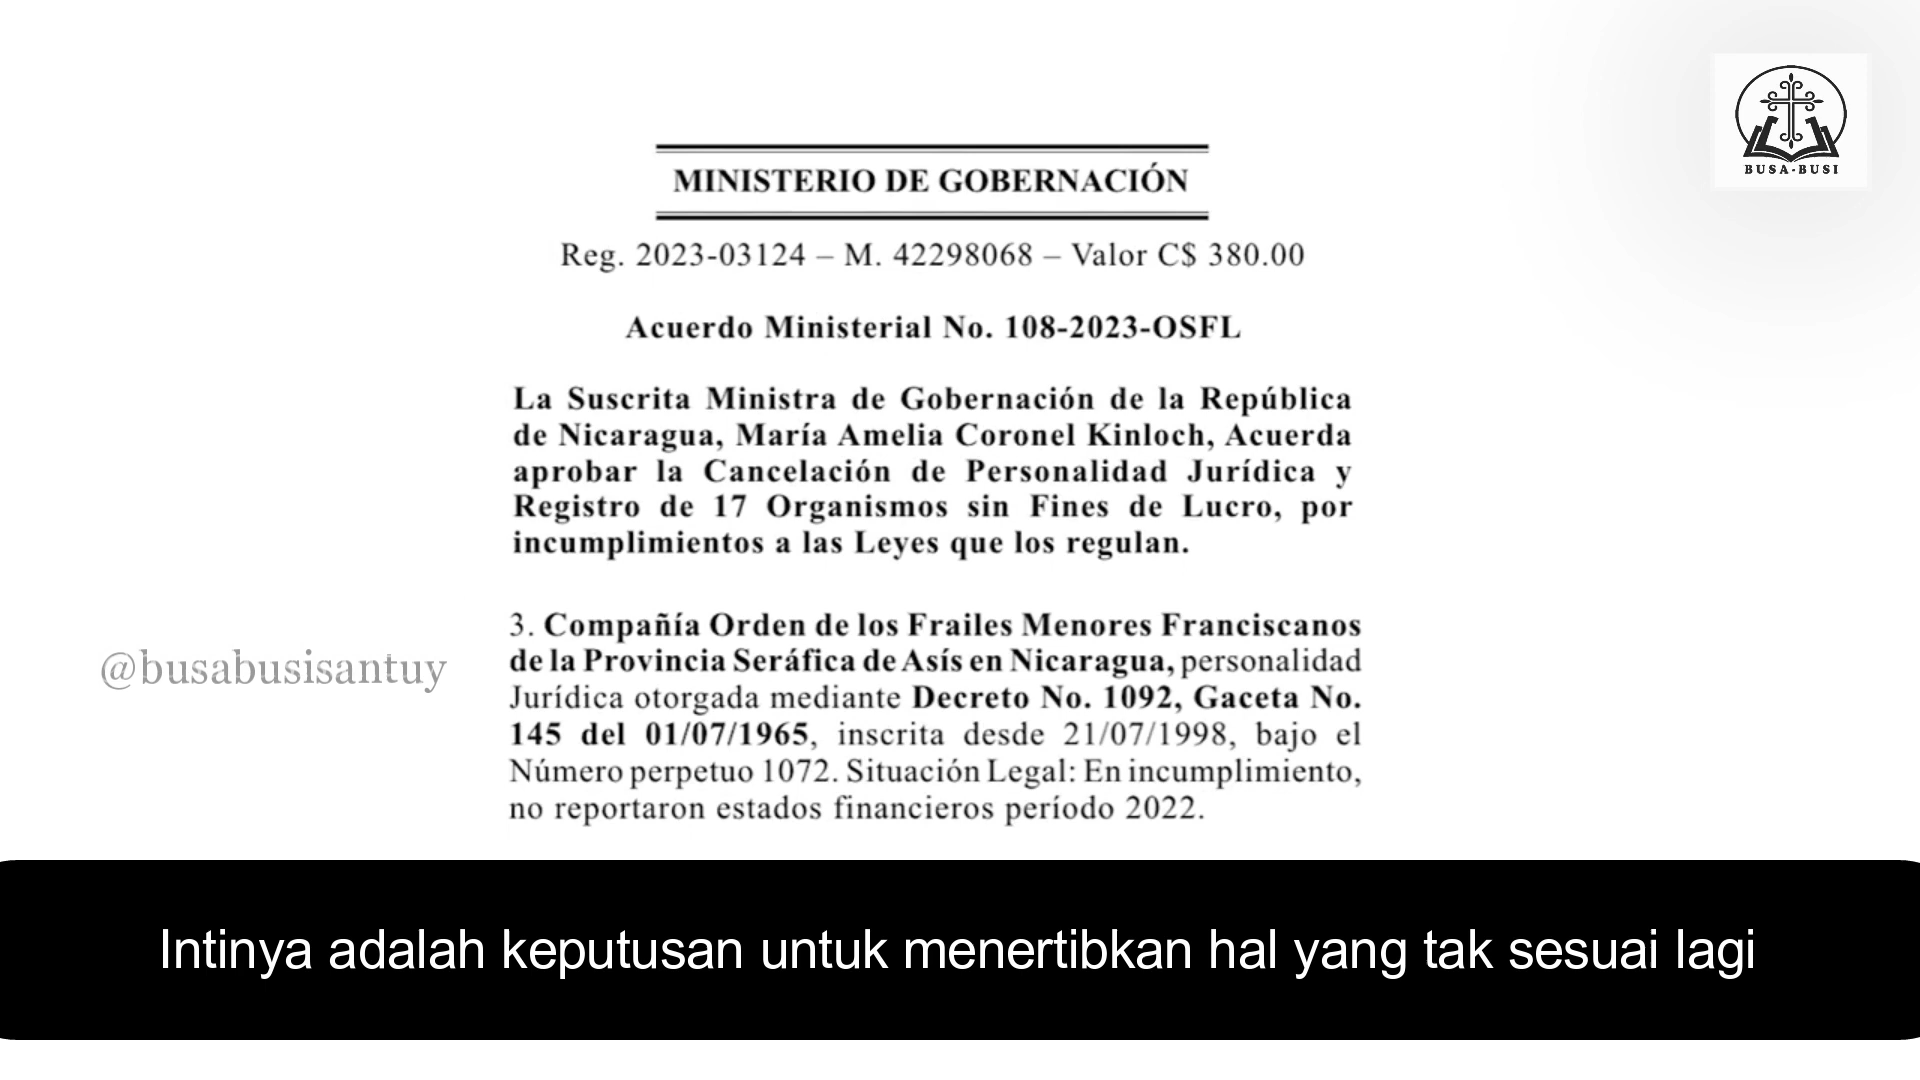 BUSA-BUSI
MINISTERIO DE GOBERNACIÓN
Reg. 2023-03124 – M. 42298068 – Valor C$ 380.00
Acuerdo Ministerial No. 108-2023-OSFL
La Suscrita Ministra de Gobernación de la República
de Nicaragua, María Amelia Coronel Kinloch, Acuerda
aprobar la Cancelación de Personalidad Jurídica y
Registro de 17 Organismos sin Fines de Lucro, por
incumplimientos a las Leyes que los regulan.
3. Compañía Orden de los Frailes Menores Franciscanos
de la Provincia Seráfica de Asís en Nicaragua, personalidad
Jurídica otorgada mediante Decreto No. 1092, Gaceta No.
145 del 01/07/1965, inscrita desde 21/07/1998, bajo el
Número perpetuo 1072. Situación Legal: En incumplimiento,
no reportaron estados financieros período 2022.
@busabusisantuy
Intinya adalah keputusan untuk menertibkan hal yang tak sesuai lagi